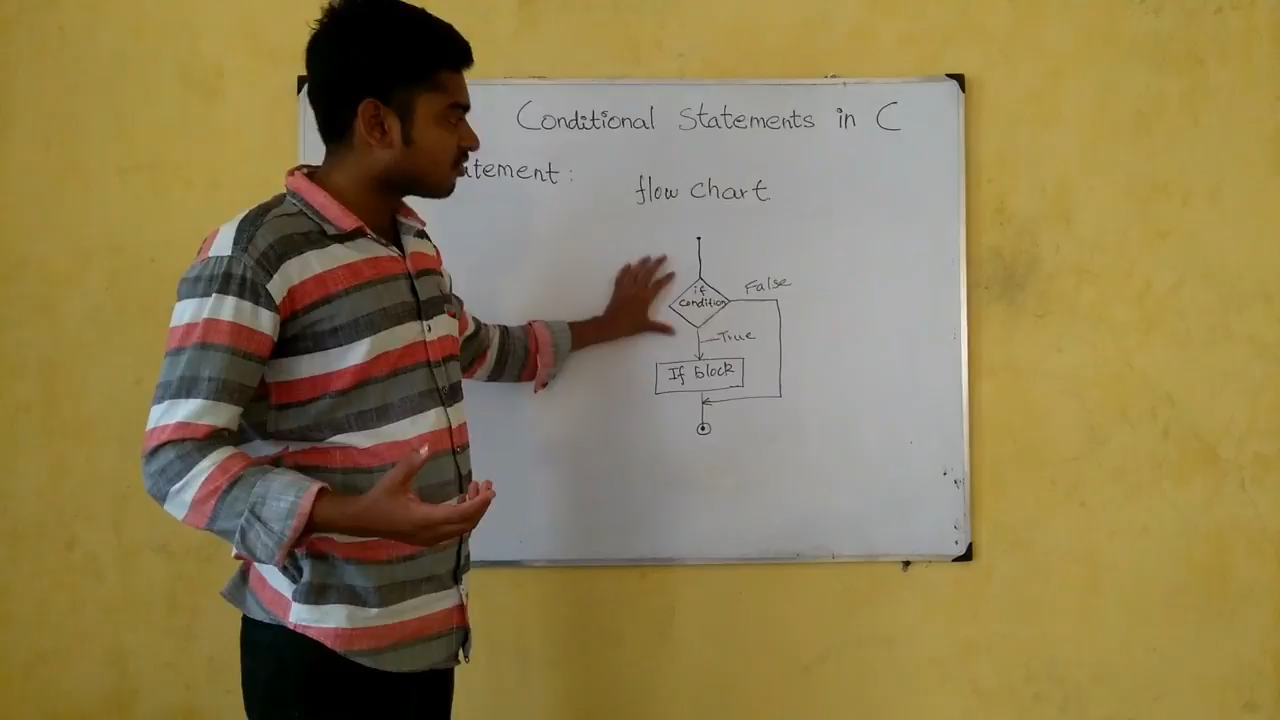 Conditional Statements in C
atement :
flow chart
if
condition
False
True
If block